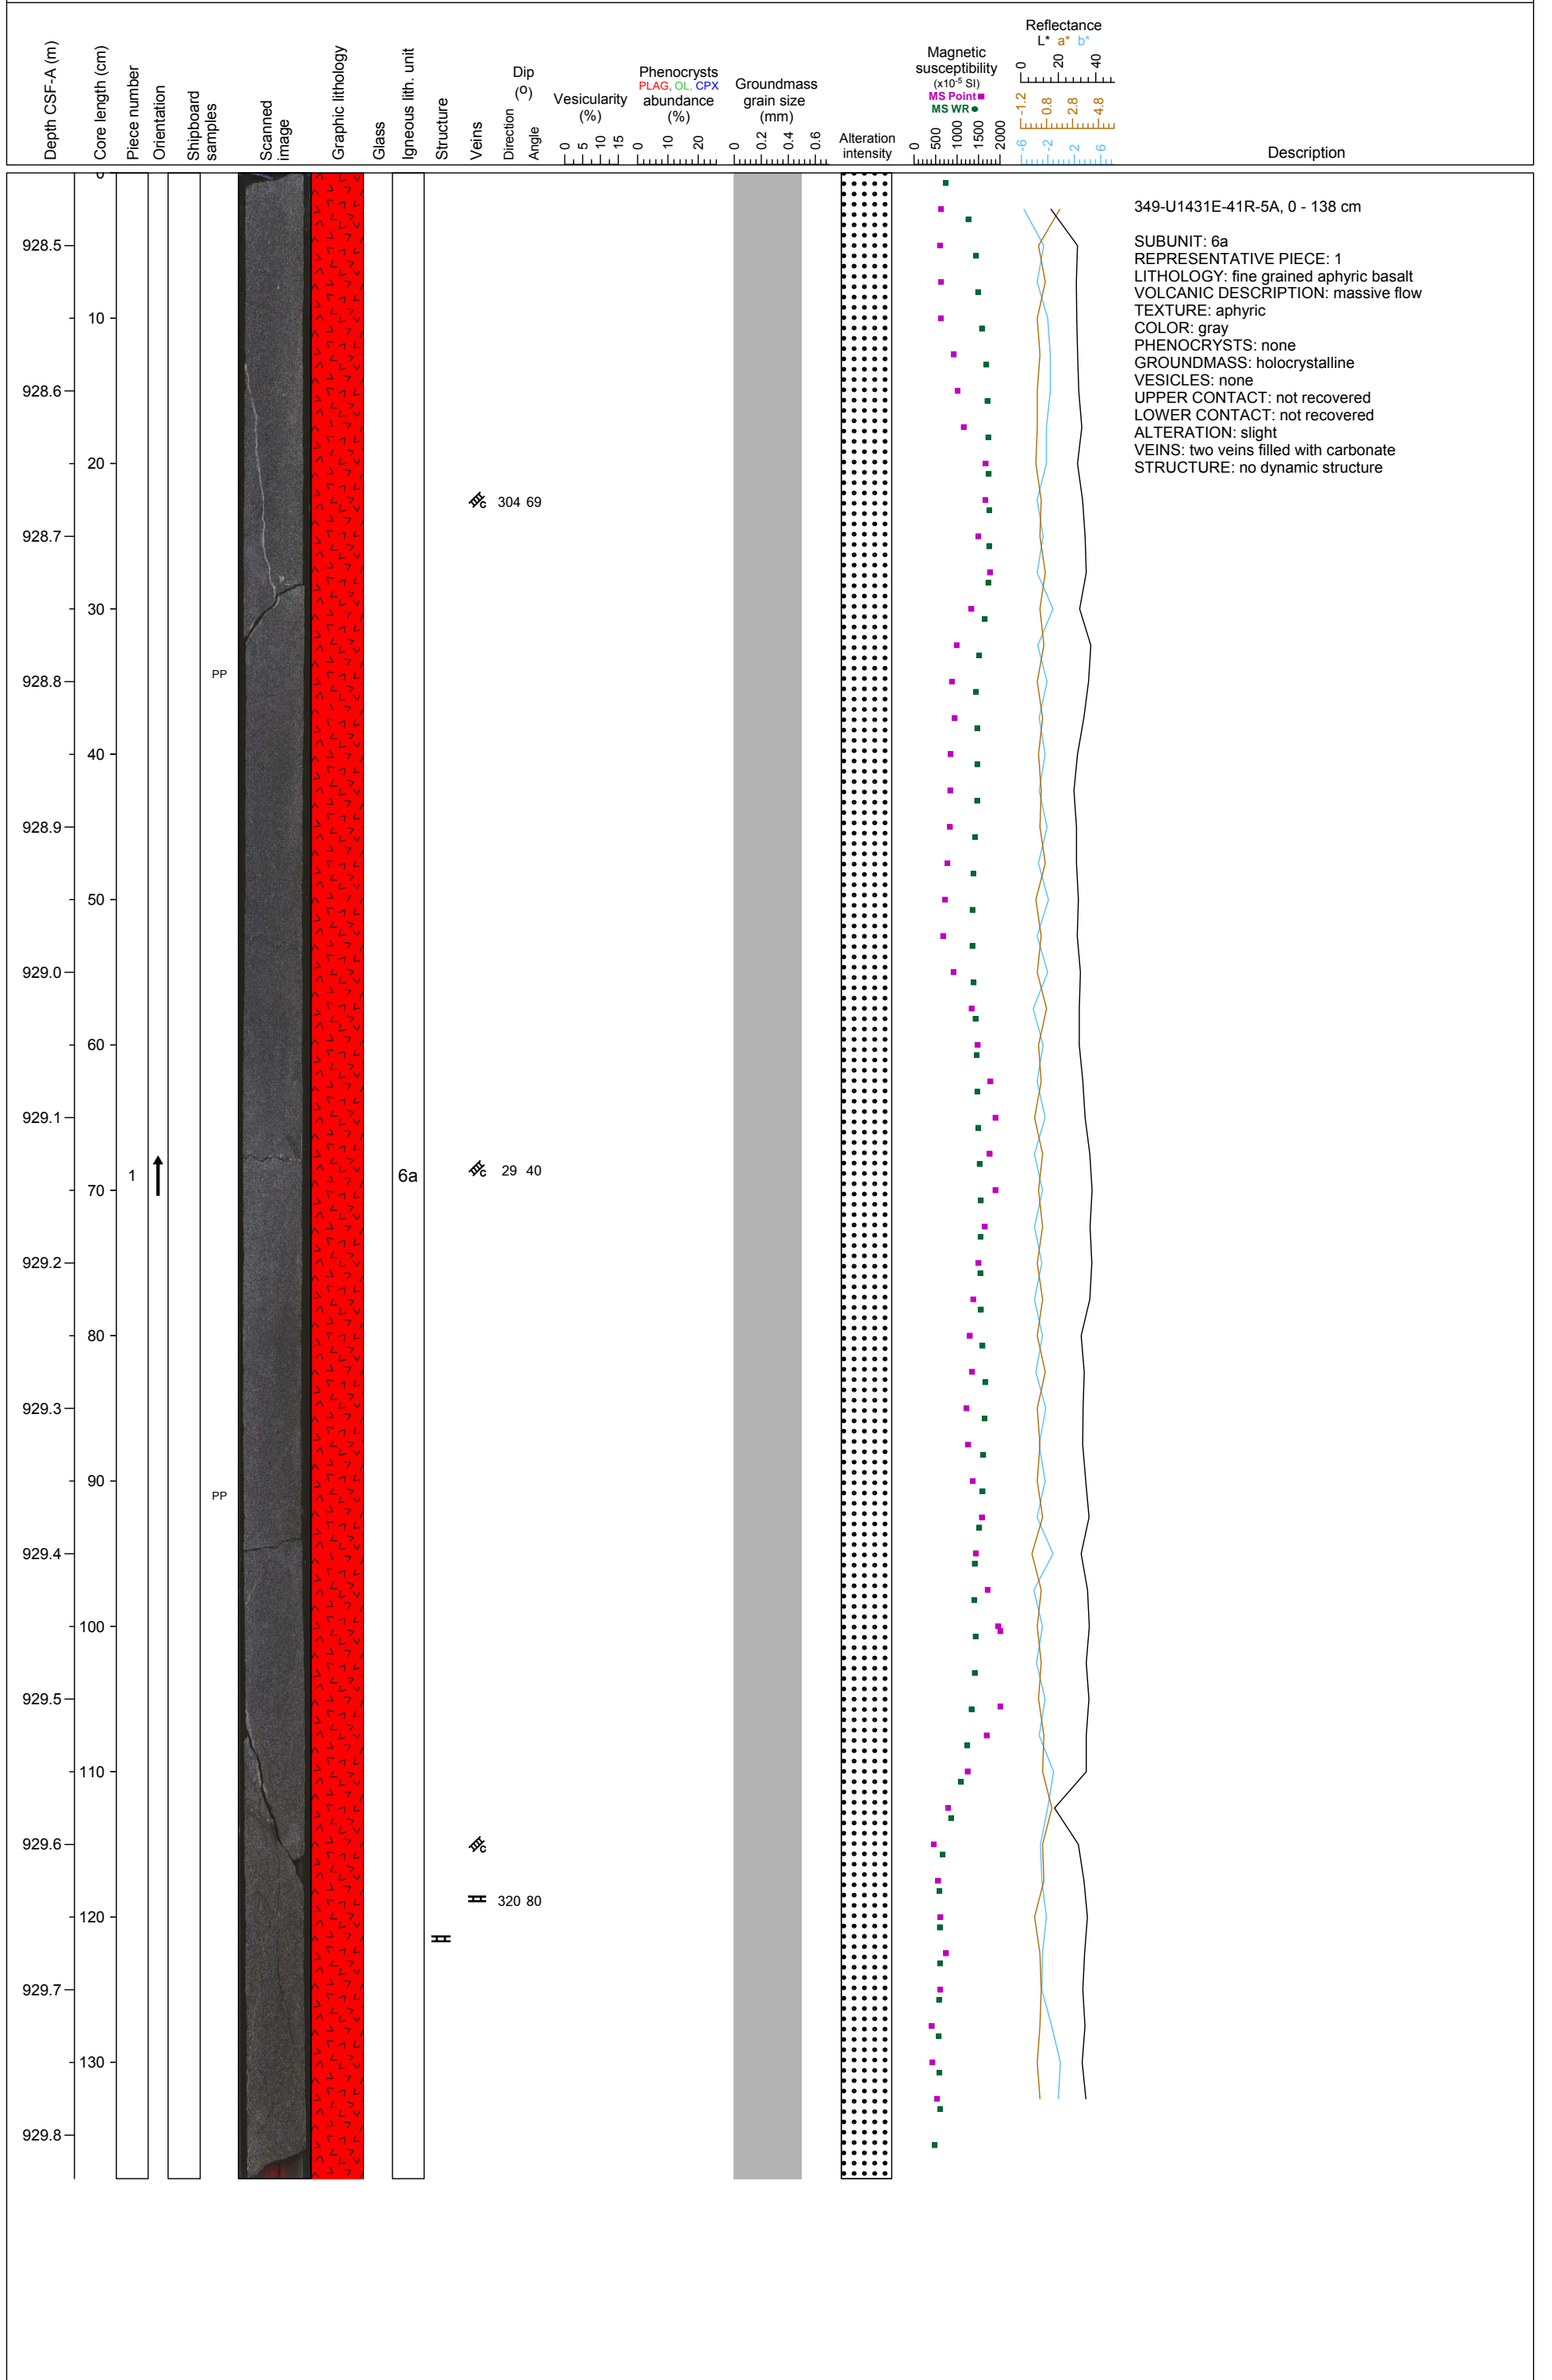 Depth CSF-A (m)
Core length (cm)
Piece number
Orientation
Shipboard
samples
Scanned
image
Graphic lithology
Glass
Igneous lith. unit
Structure
Veins
Dip
(o)
Direction
Angle
Vesicularity
(%)
0 5 10 15
Phenocrysts
PLAG, OL, CPX
abundance
(%)
0 10 20
Groundmass
grain size
(mm)
0 0.2 0.4 0.6
Alteration
intensity
Magnetic
susceptibility
(x10-5 SI)
MS Point
MS WR
0 500 1000 1500 2000
Reflectance
L* a* b*
0 20 40
-1.2 0.8 2.8 4.8
-6 -2 2 6
Description
0
349-U1431E-41R-5A, 0 - 138 cm
SUBUNIT: 6a
REPRESENTATIVE PIECE: 1
LITHOLOGY: fine grained aphyric basalt
VOLCANIC DESCRIPTION: massive flow
TEXTURE: aphyric
COLOR: gray
PHENOCRYSTS: none
GROUNDMASS: holocrystalline
VESICLES: none
UPPER CONTACT: not recovered
LOWER CONTACT: not recovered
ALTERATION: slight
VEINS: two veins filled with carbonate
STRUCTURE: no dynamic structure
928.5
10
928.6
20
c 304 69
928.7
30
PP
928.8
40
928.9
50
929.0
60
929.1
1 6a c 29 40
70
929.2
80
929.3
90
PP
929.4
100
929.5
110
929.6
c
320 80
120
929.7
130
929.8